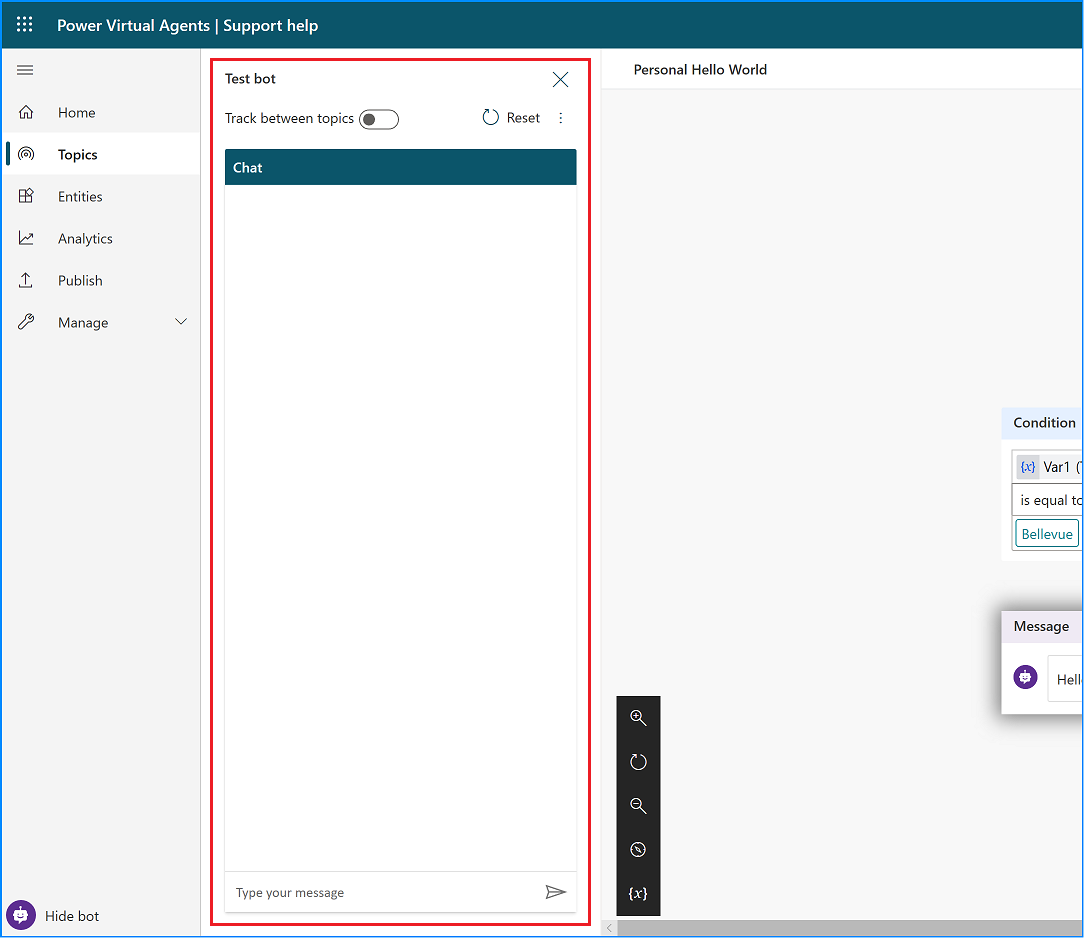 Power Virtual Agents | Support help
Home
Topics
Entities
Analytics
Publish
Manage
Hide bot
Test bot
Track between topics
Reset
Chat
Type your message
Personal Hello World
Condition
{x} Var1 (
is equal to
Bellevue
Message
Hell
{x}